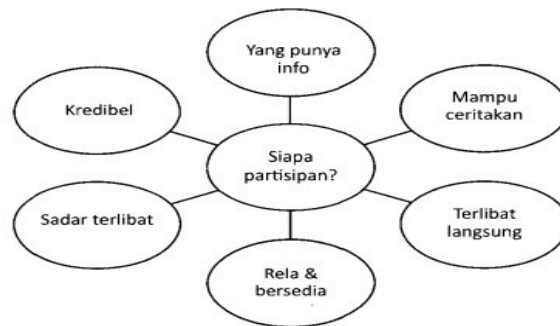 Yang punya
info
Kredibel
Mampu
ceritakan
Siapa
partisipan?
Sadar terlibat
Terlibat
langsung
Rela &
bersedia